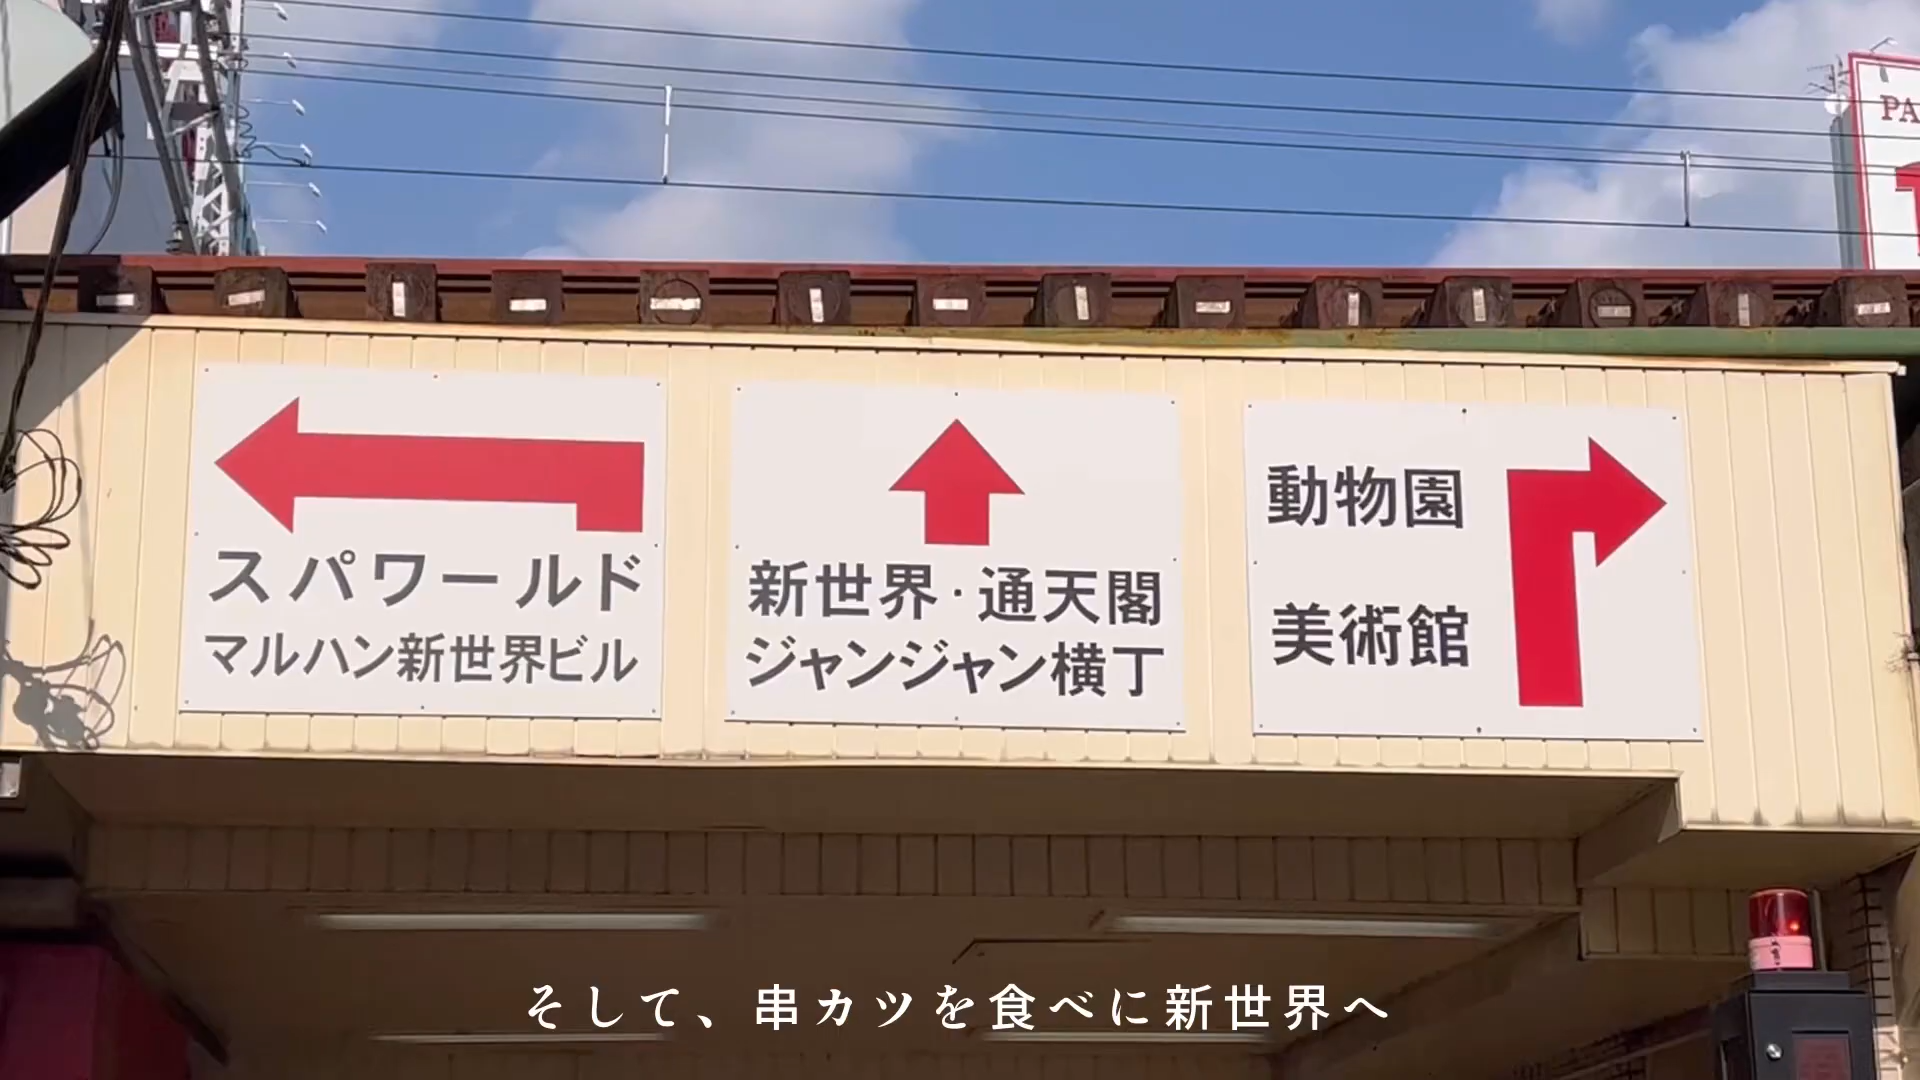 スパワールド
マルハン新世界ビル
新世界・通天閣
ジャンジャン横丁
動物園
美術館
PA
そして、串カツを食べに新世界へ